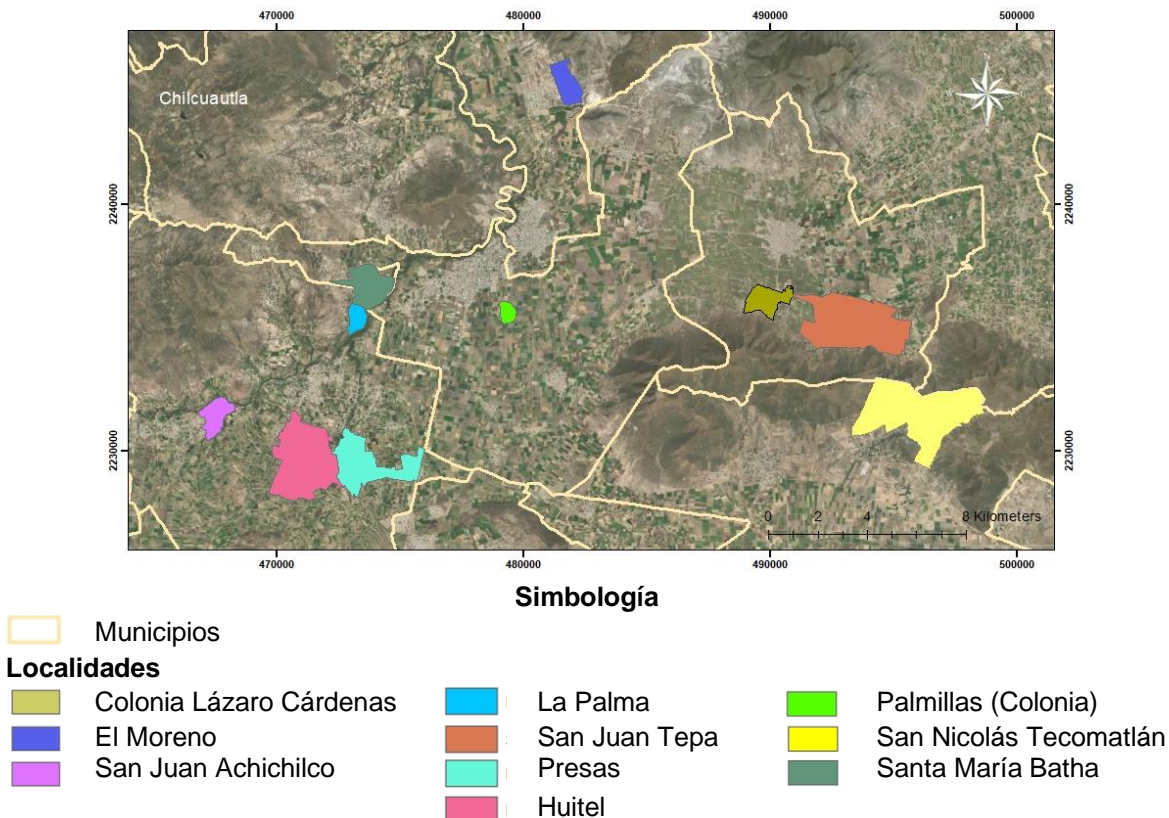 470000 480000 490000 500000
Chilcuautla
2240000 2240000
2230000 2230000
0 2 4 8 Kilometers
470000 480000 490000 500000
Simbología
Municipios
Localidades
Colonia Lázaro Cárdenas
El Moreno
San Juan Achichilco
La Palma
San Juan Tepa
Presas
Huitel
Palmillas (Colonia)
San Nicolás Tecomatlán
Santa María Batha